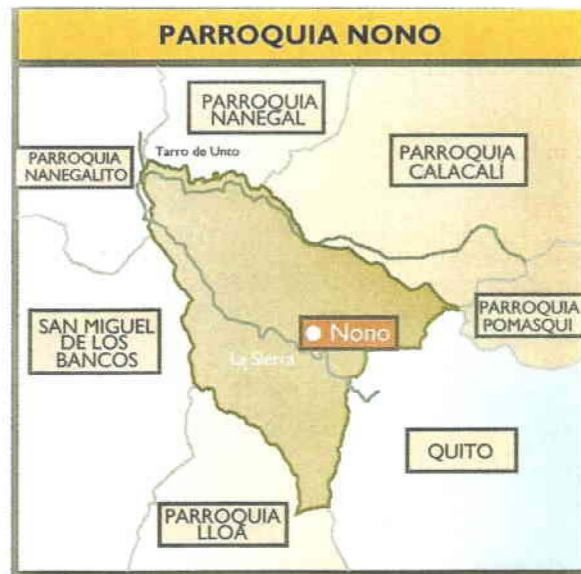 PARROQUIA NONO
PARROQUIA
NANEGAL
Tarro de Unto
PARROQUIA
NANEGALITO
PARROQUIA
CALACALÍ
SAN MIGUEL
DE LOS
BANCOS
Nono
La Sierra
PARROQUIA
POMASQUI
QUITO
PARROQUIA
LLOA